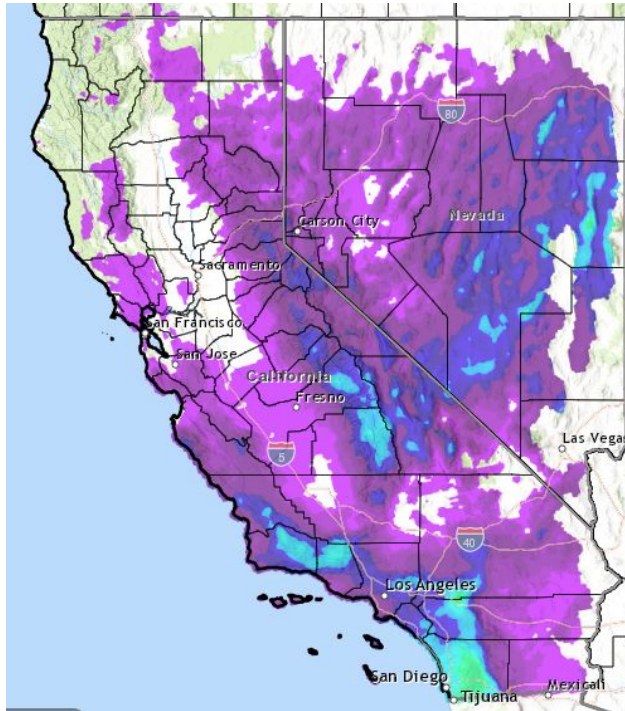 80
Carson City
Nevada
Sacramento
San Francisco
San Jose
California
Fresno
Las Vegas
5
40
Los Angeles
San Diego
Mexicali
Tijuana